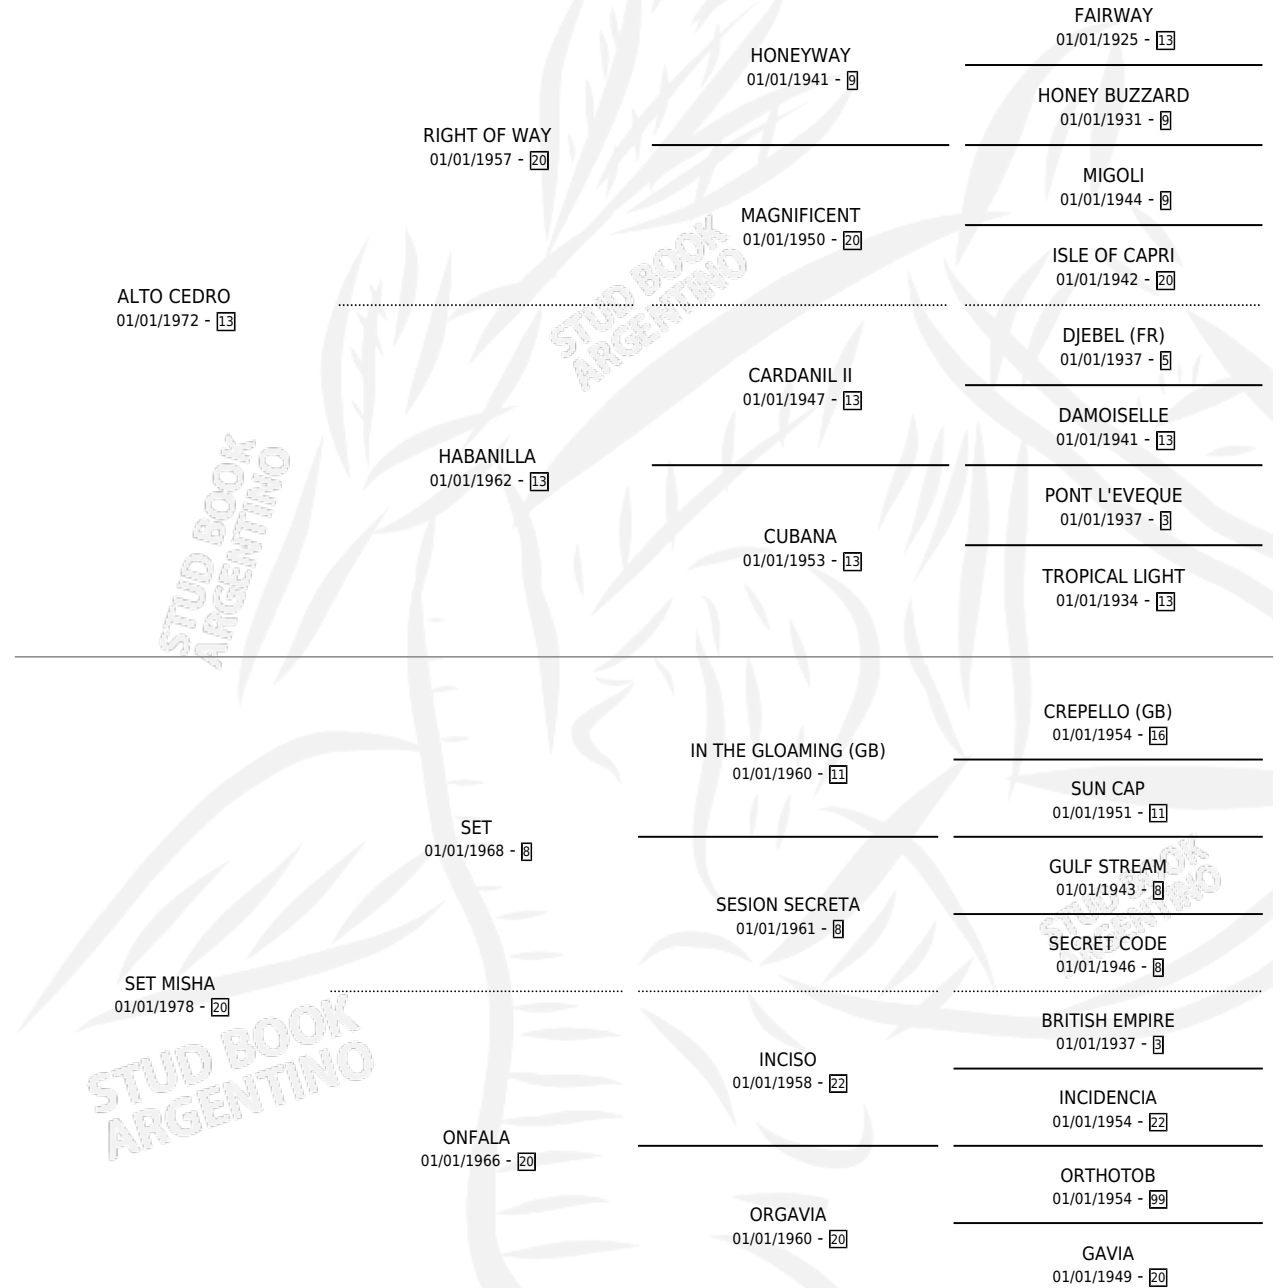 FAIRWAY
01/01/1925 - 13
HONEYWAY
01/01/1941 - 9
HONEY BUZZARD
01/01/1931 - 9
RIGHT OF WAY
01/01/1957 - 20
MIGOLI
01/01/1944 - 9
MAGNIFICENT
01/01/1950 - 20
ISLE OF CAPRI
01/01/1942 - 20
ALTO CEDRO
01/01/1972 - 13
STUD BOOK
ARGENTINO
DJEBEL (FR)
01/01/1937 - 5
CARDANIL II
01/01/1947 - 13
DAMOISELLE
01/01/1941 - 13
HABANILLA
01/01/1962 - 13
PONT L'EVEQUE
01/01/1937 - 3
CUBANA
01/01/1953 - 13
TROPICAL LIGHT
01/01/1934 - 13
STUD BOOK
ARGENTINO
CREPELLO (GB)
01/01/1954 - 16
IN THE GLOAMING (GB)
01/01/1960 - 11
SUN CAP
01/01/1951 - 11
SET
01/01/1968 - 8
GULF STREAM
01/01/1943 - 8
SESION SECRETA
01/01/1961 - 8
STUD BOOK
ARGENTINO
SECRET CODE
01/01/1946 - 8
SET MISHA
01/01/1978 - 20
BRITISH EMPIRE
01/01/1937 - 3
INCISO
01/01/1958 - 22
STUD BOOK
ARGENTINO
INCIDENCIA
01/01/1954 - 22
ONFALA
01/01/1966 - 20
ORTHOTOB
01/01/1954 - 99
ORGAVIA
01/01/1960 - 20
GAVIA
01/01/1949 - 20